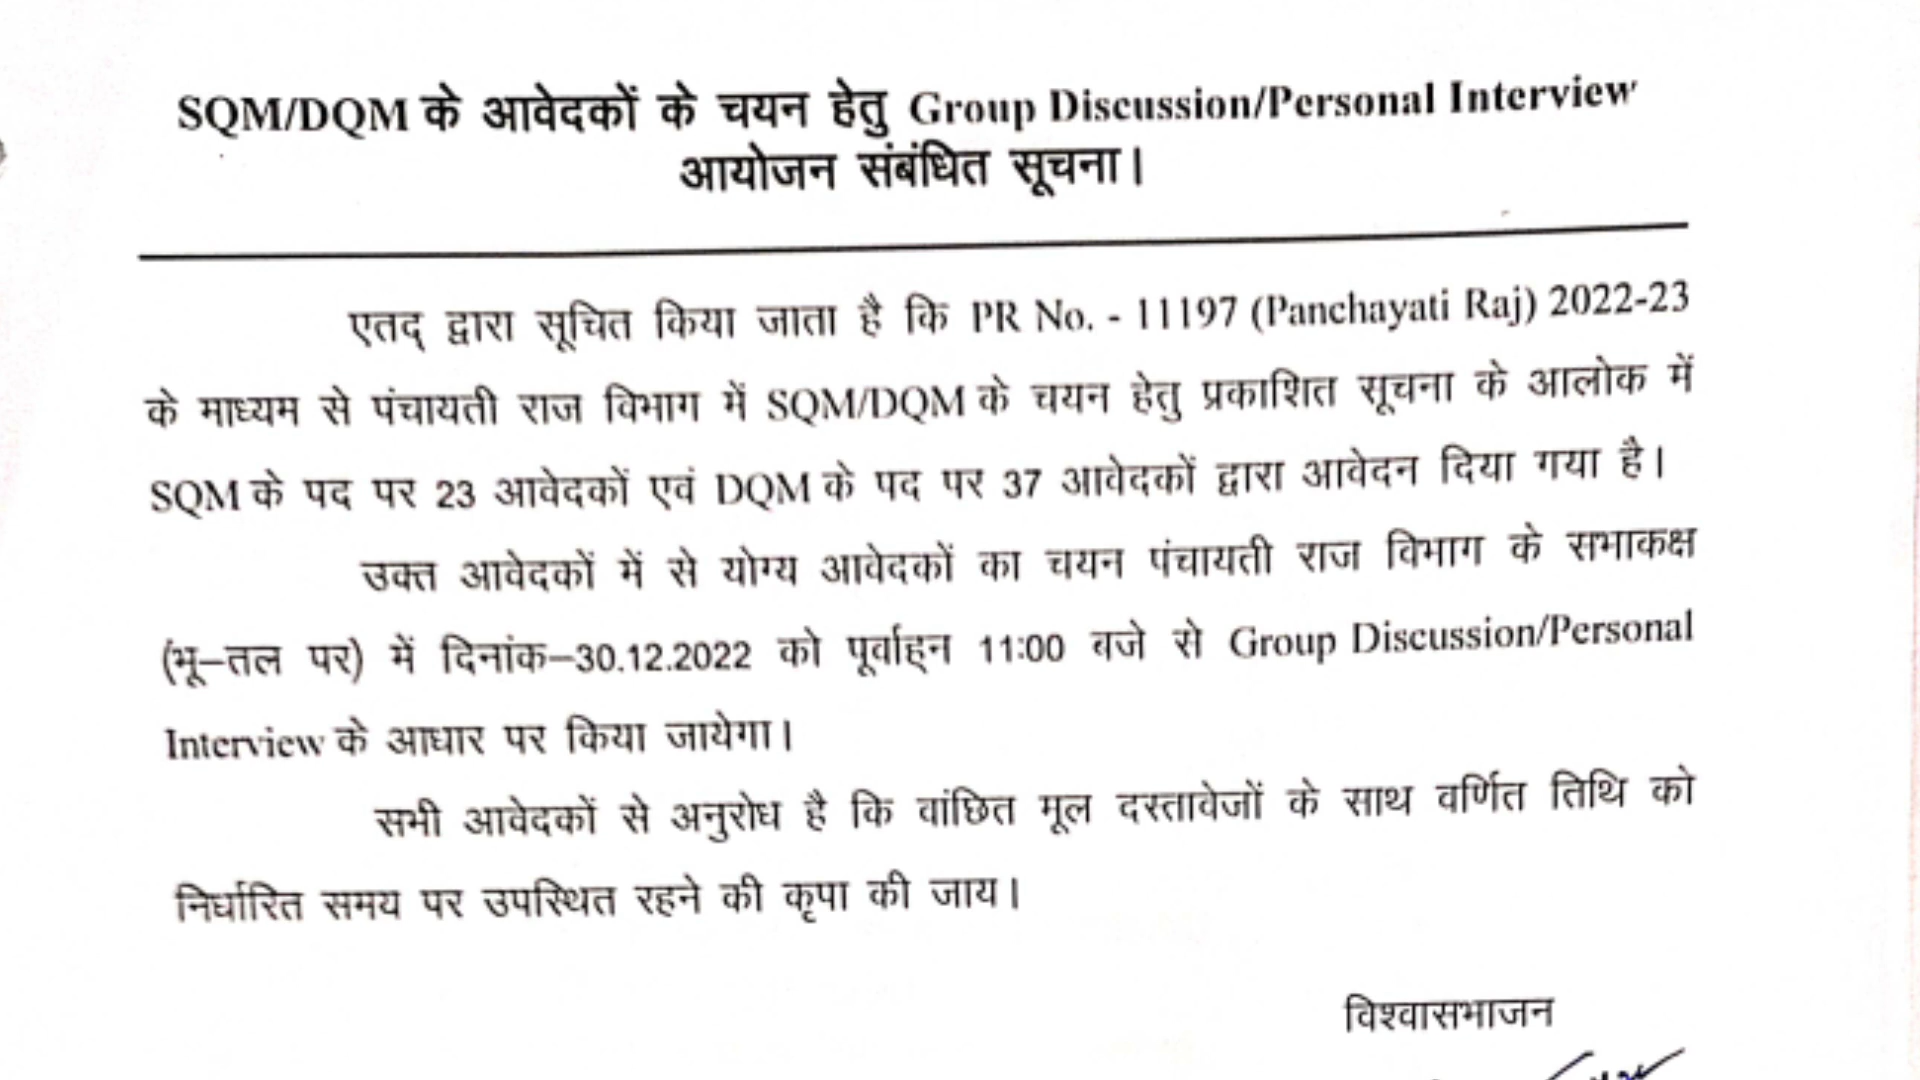 SQM/DQM के आवेदकों के चयन हेतु Group Discussion/Personal Interview
आयोजन संबंधित सूचना।
एतद् द्वारा सूचित किया जाता है कि PR No. - 11197 (Panchayati Raj) 2022-23
के माध्यम से पंचायती राज विभाग में SQM/DQM के चयन हेतु प्रकाशित सूचना के आलोक में
SQM के पद पर 23 आवेदकों एवं DQM के पद पर 37 आवेदकों द्वारा आवेदन दिया गया है।
उक्त आवेदकों में से योग्य आवेदकों का चयन पंचायती राज विभाग के सभाकक्ष
(भू–तल पर) में दिनांक–30.12.2022 को पूर्वाह्न 11:00 बजे से Group Discussion/Personal
Interview के आधार पर किया जायेगा।
सभी आवेदकों से अनुरोध है कि वांछित मूल दस्तावेजों के साथ वर्णित तिथि को
निर्धारित समय पर उपस्थित रहने की कृपा की जाय।
विश्वासभाजन